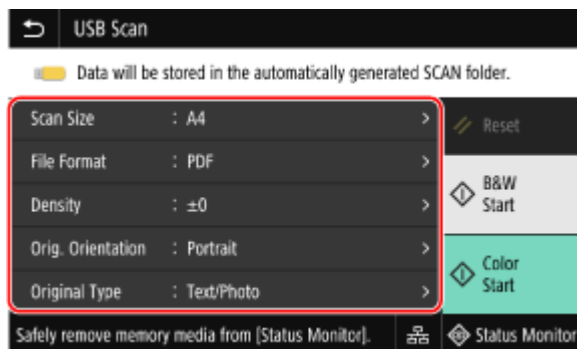 USB Scan
Data will be stored in the automatically generated SCAN folder.
Scan Size : A4
File Format : PDF
Density : ±0
Orig. Orientation : Portrait
Original Type : Text/Photo
Reset
B&W
Start
Color
Start
Safely remove memory media from [Status Monitor].
Status Monitor